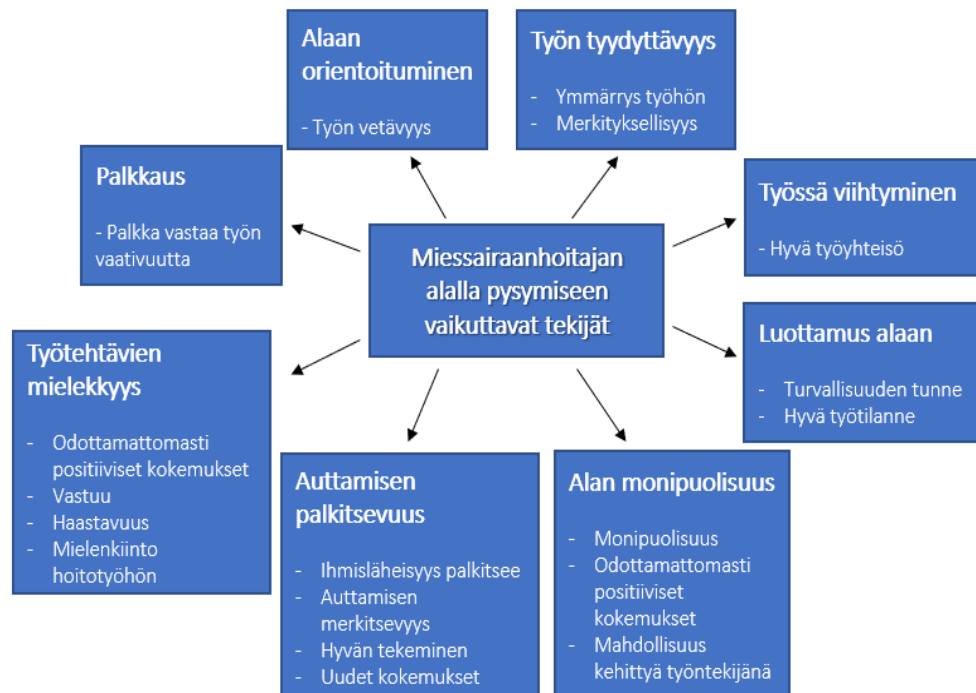 Alaan
orientoituminen
- Työn vetävyys
Työn tyydyttävyys
- Ymmärrys työhön
- Merkityksellisyys
Palkkaus
- Palkka vastaa työn
vaativuutta
Miessairaanhoitajan
alalla pysymiseen
vaikuttavat tekijät
Työssä viihtyminen
- Hyvä työyhteisö
Työtehtävien
mielekkyys
- Odottamattomasti
positiiviset kokemukset
- Vastuu
- Haastavuus
- Mielenkiinto
hoitotyöhön
Luottamus alaan
- Turvallisuuden tunne
- Hyvä työtilanne
Auttamisen
palkitsevuus
- Ihmisläheisyys palkitsee
- Auttamisen
merkitsevyys
- Hyvän tekeminen
- Uudet kokemukset
Alan monipuolisuus
- Monipuolisuus
- Odottamattomasti
positiiviset
kokemukset
- Mahdollisuus
kehittyä työntekijänä